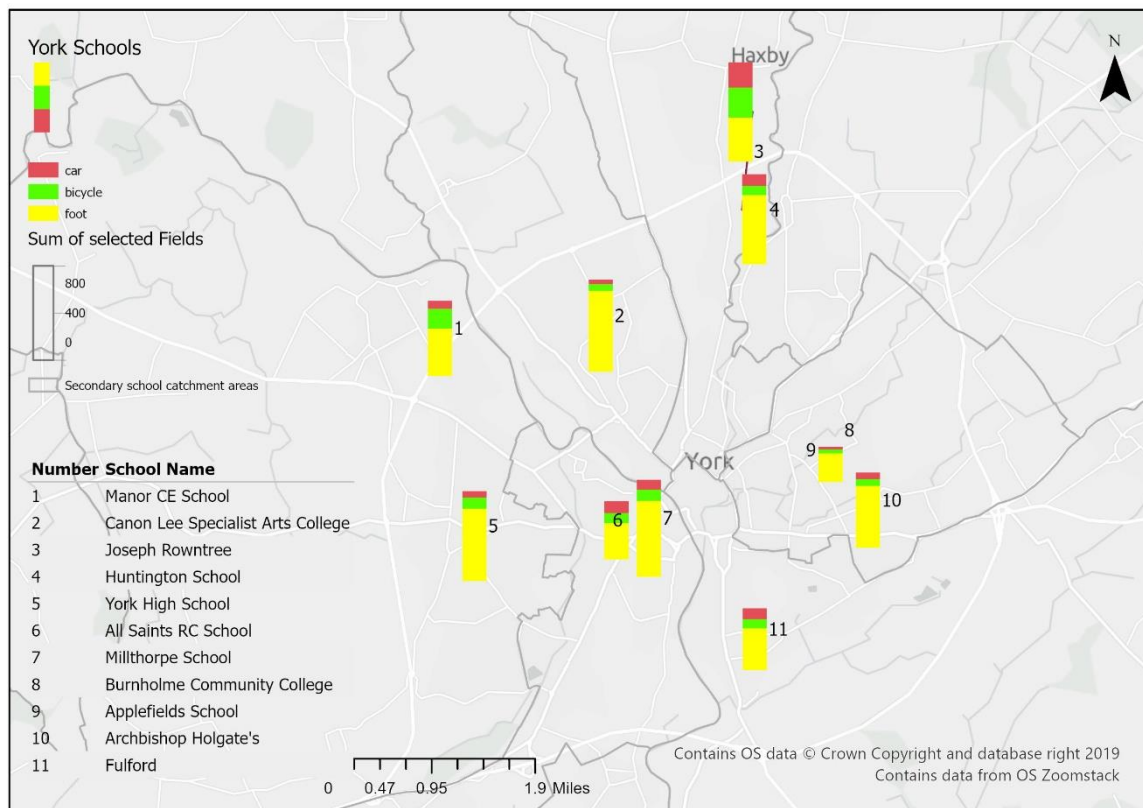 York Schools
car
bicycle
foot
Sum of selected Fields
800
400
0
Secondary school catchment areas
Number School Name
1 Manor CE School
2 Canon Lee Specialist Arts College
3 Joseph Rowntree
4 Huntington School
5 York High School
6 All Saints RC School
7 Millthorpe School
8 Burnholme Community College
9 Applefields School
10 Archbishop Holgate's
11 Fulford
Haxby
N
3
4
2
1
8
9
York
10
5
6
7
11
0 0.47 0.95 1.9 Miles
Contains OS data © Crown Copyright and database right 2019
Contains data from OS Zoomstack